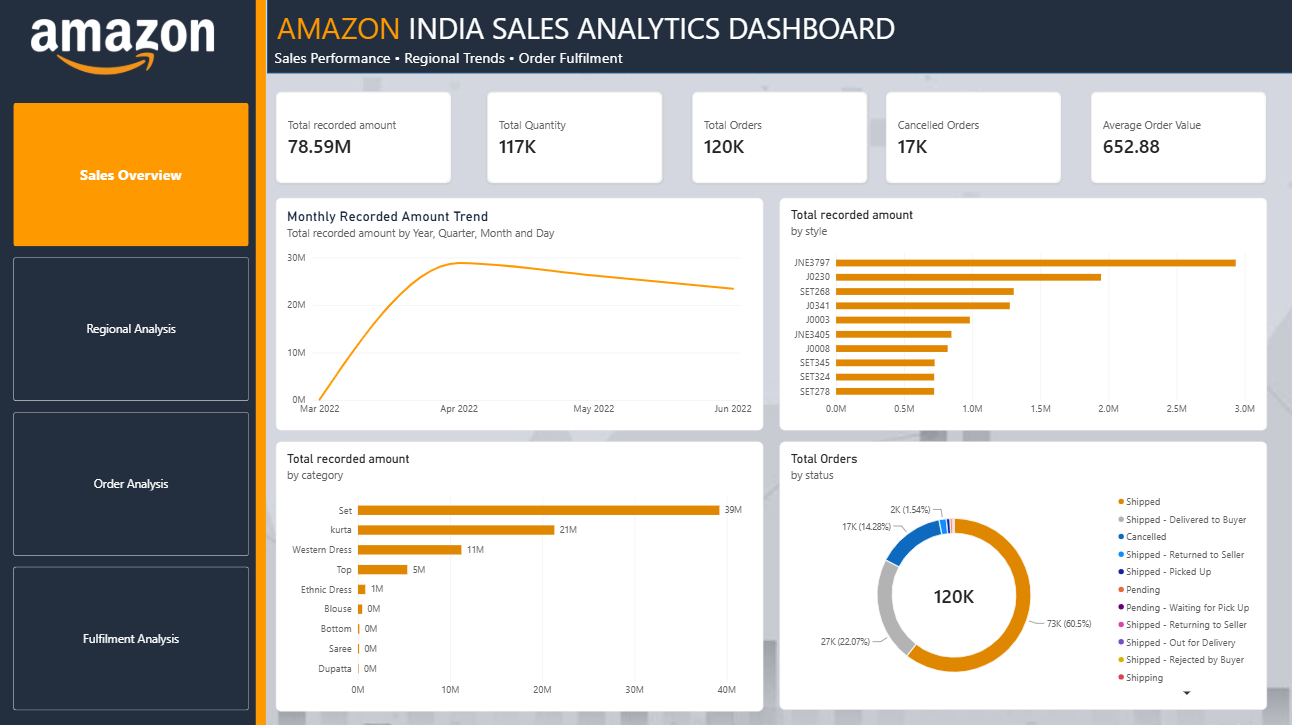 amazon
AMAZON INDIA SALES ANALYTICS DASHBOARD
Sales Performance • Regional Trends • Order Fulfilment
Sales Overview
Regional Analysis
Order Analysis
Fulfilment Analysis
Total recorded amount
78.59M
Total Quantity
117K
Total Orders
120K
Cancelled Orders
17K
Average Order Value
652.88
Monthly Recorded Amount Trend
Total recorded amount by Year, Quarter, Month and Day
30M
20M
10M
0M
Mar 2022 Apr 2022 May 2022 Jun 2022
Total recorded amount
by style
JNE3797
J0230
SET268
J0341
J0003
JNE3405
J0008
SET345
SET324
SET278
0.0M 0.5M 1.0M 1.5M 2.0M 2.5M 3.0M
Total recorded amount
by category
Set 39M
kurta 21M
Western Dress 11M
Top 5M
Ethnic Dress 1M
Blouse 0M
Bottom 0M
Saree 0M
Dupatta 0M
0M 10M 20M 30M 40M
Total Orders
by status
2K (1.54%)
17K (14.28%)
120K
73K (60.5%)
27K (22.07%)
Shipped
Shipped - Delivered to Buyer
Cancelled
Shipped - Returned to Seller
Shipped - Picked Up
Pending
Pending - Waiting for Pick Up
Shipped - Returning to Seller
Shipped - Out for Delivery
Shipped - Rejected by Buyer
Shipping